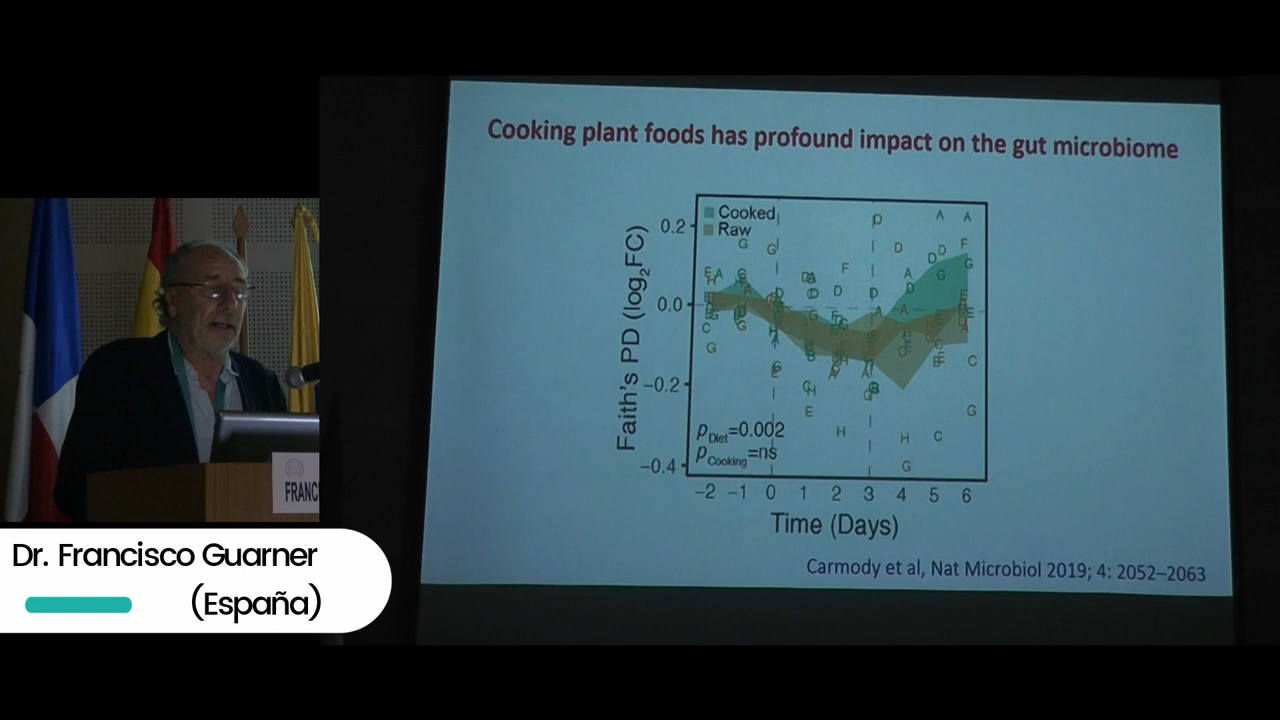 Cooking plant foods has profound impact on the gut microbiome
Cooked
Raw
Faith's PD (log₂FC)
0.2
0.0
−0.2
−0.4
pDiet=0.002
pCooking=ns
−2 −1 0 1 2 3 4 5 6
Time (Days)
Carmody et al, Nat Microbiol 2019; 4: 2052–2063
FRANC
Dr. Francisco Guarner
(España)